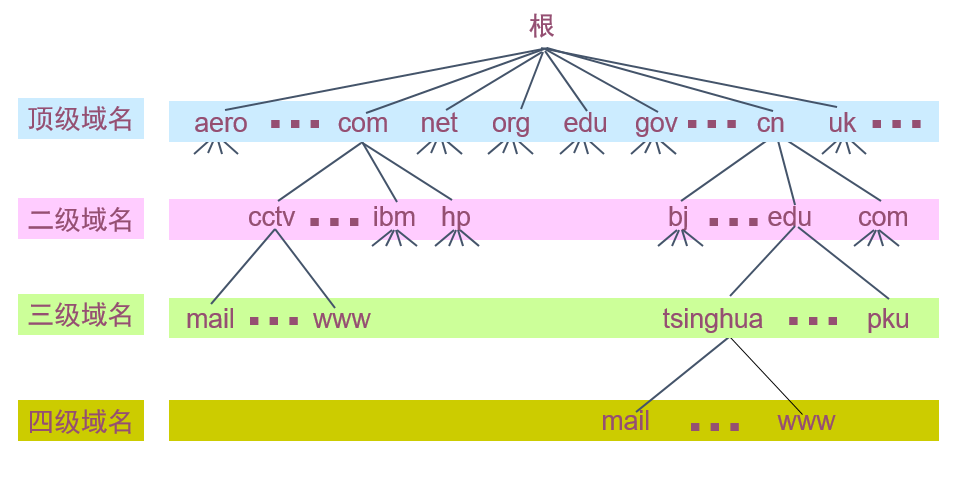 根
顶级域名 aero ... com net org edu gov ... cn uk ...
二级域名 cctv ... ibm hp bj ... edu com
三级域名 mail ... www tsinghua ... pku
四级域名 mail ... www